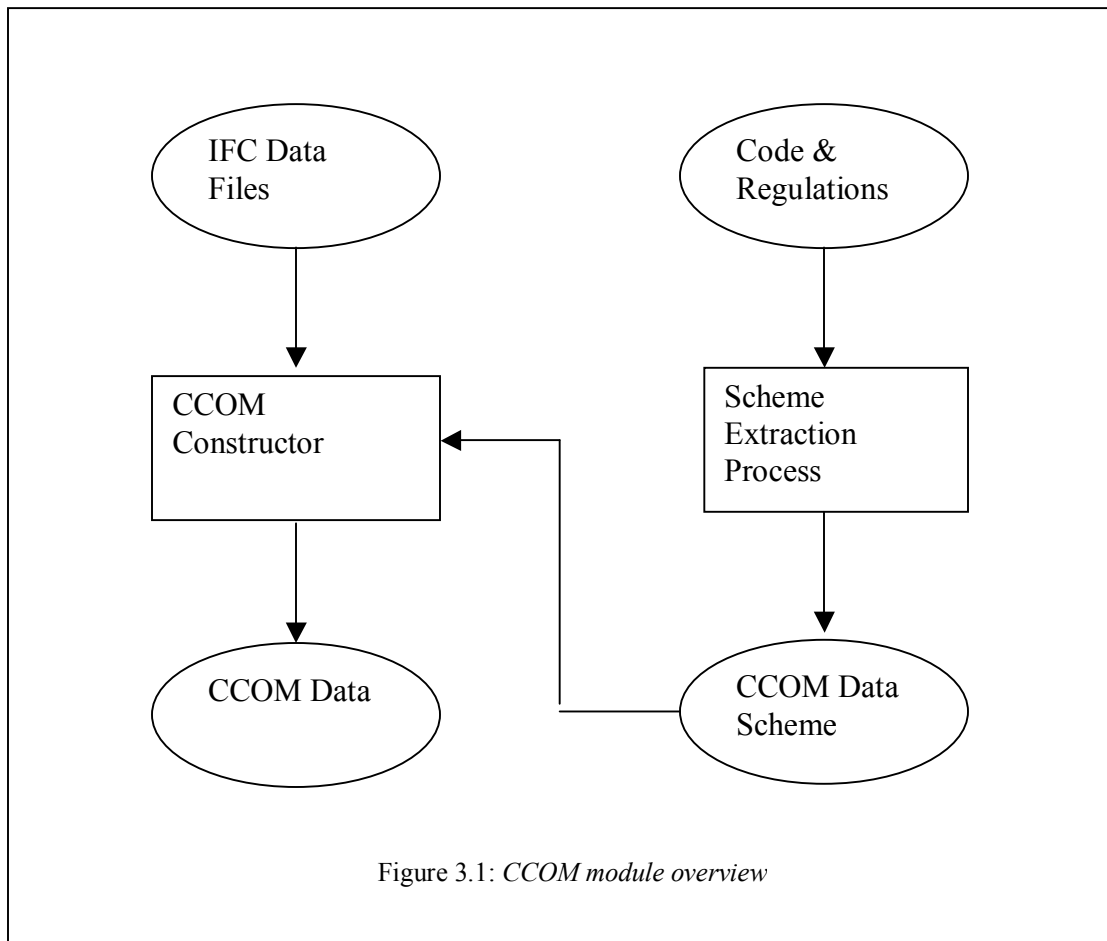 IFC Data
Files
Code &
Regulations
CCOM
Constructor
Scheme
Extraction
Process
CCOM Data
CCOM Data
Scheme
Figure 3.1: CCOM module overview